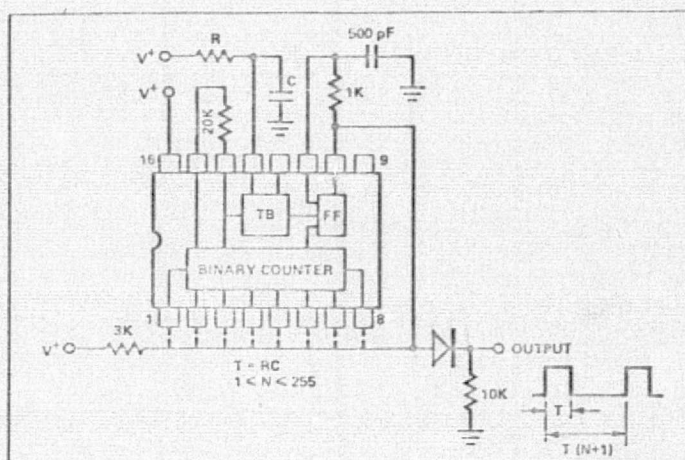 500 pF
R
V+
C
1K
V+
20K
16
9
TB
FF
BINARY COUNTER
1
8
3K
V+
OUTPUT
T = RC
1 < N < 255
10K
T
T (N+1)